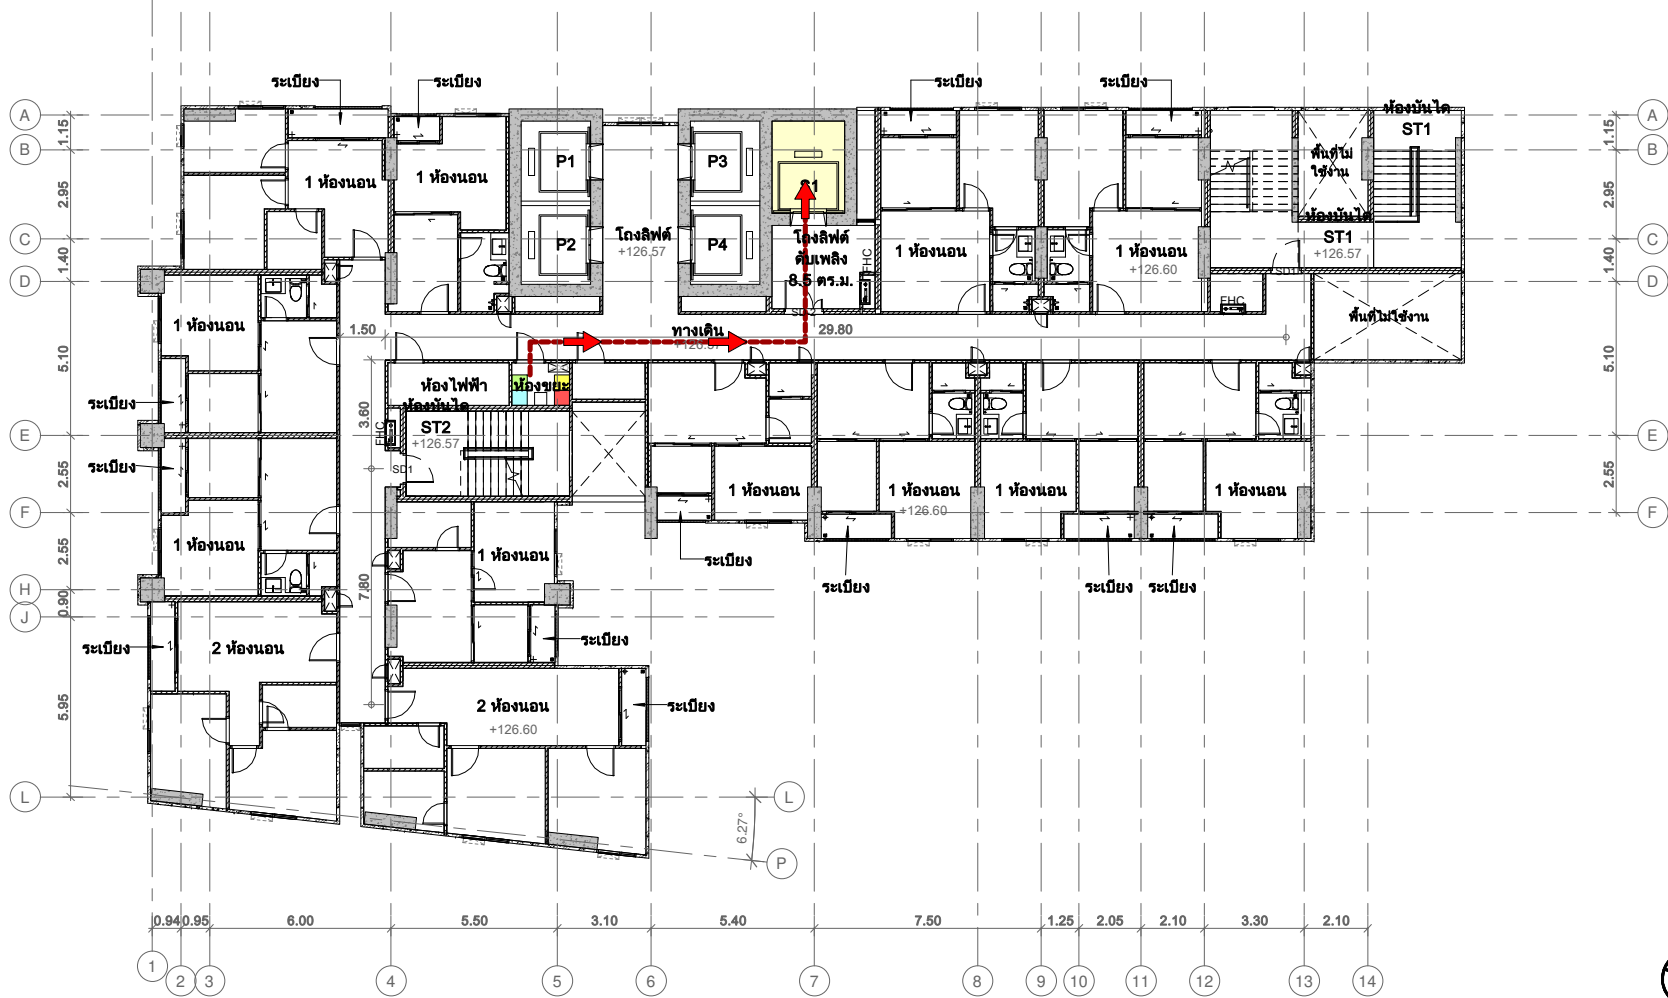 ระเบียง
ระเบียง
ระเบียง
ระเบียง
A
A
ห้องบันได
ST1
1.15
1.15
B
B
P1
P3
พื้นที่ไม่
ใช้งาน
1 ห้องนอน
1 ห้องนอน
S1
2.95
2.95
ห้องบันได
ST1
+126.57
C
C
P2
โถงลิฟต์
+126.57
P4
โถงลิฟต์
ดับเพลิง
8.5 ตร.ม.
FHC
1 ห้องนอน
1 ห้องนอน
+126.60
1.40
1.40
SD1
D
D
FHC
1 ห้องนอน
พื้นที่ไม่ใช้งาน
1.50
ทางเดิน
29.80
5.10
5.10
ห้องไฟฟ้า
ห้องขยะ
ระเบียง
ห้องบันได
3.60
ST2
+126.57
FHC
E
E
ระเบียง
SD1
2.55
2.55
1 ห้องนอน
1 ห้องนอน
1 ห้องนอน
1 ห้องนอน
+126.60
F
F
1 ห้องนอน
1 ห้องนอน
2.55
ระเบียง
ระเบียง
ระเบียง
ระเบียง
H
7.80
0.90
J
ระเบียง
2 ห้องนอน
ระเบียง
5.95
2 ห้องนอน
+126.60
ระเบียง
L
L
6.27°
P
0.94
0.95
6.00
5.50
3.10
5.40
7.50
1.25
2.05
2.10
3.30
2.10
1
2
3
4
5
6
7
8
9
10
11
12
13
14